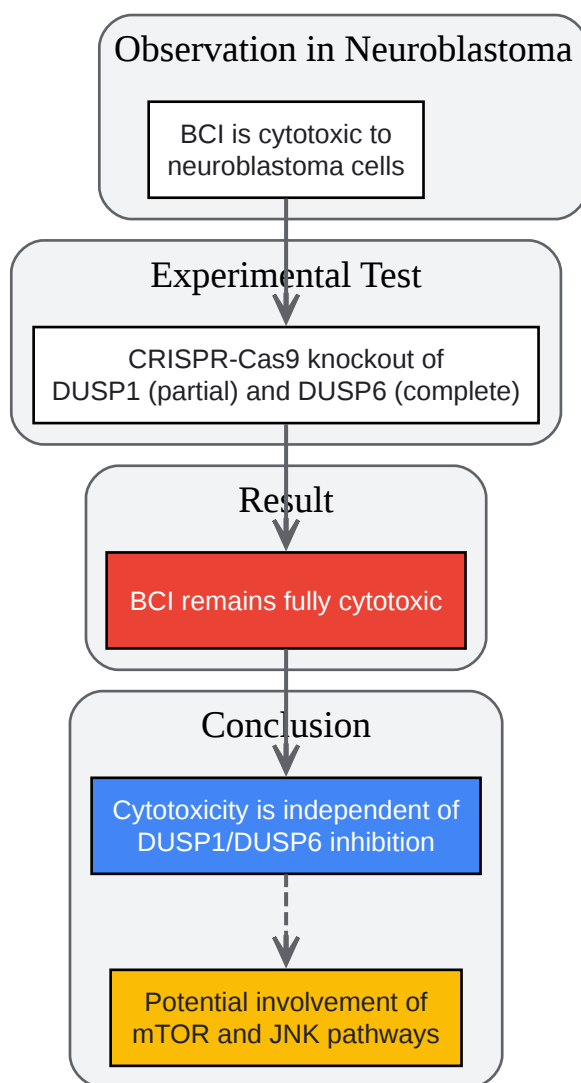 Observation in Neuroblastoma
BCI is cytotoxic to
neuroblastoma cells
Experimental Test
CRISPR-Cas9 knockout of
DUSP1 (partial) and DUSP6 (complete)
Result
BCI remains fully cytotoxic
Conclusion
Cytotoxicity is independent of
DUSP1/DUSP6 inhibition
Potential involvement of
mTOR and JNK pathways